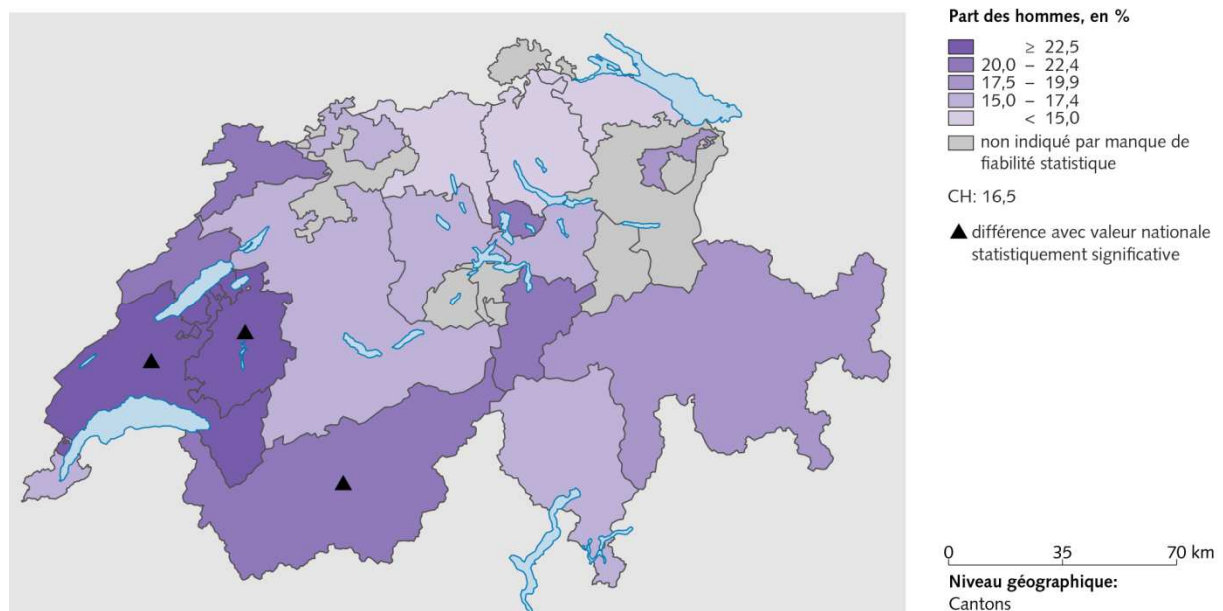 Part des hommes, en %
≥ 22,5
20,0 – 22,4
17,5 – 19,9
15,0 – 17,4
< 15,0
non indiqué par manque de
fiabilité statistique
CH: 16,5
▲ différence avec valeur nationale
statistiquement significative
0 35 70 km
Niveau géographique:
Cantons